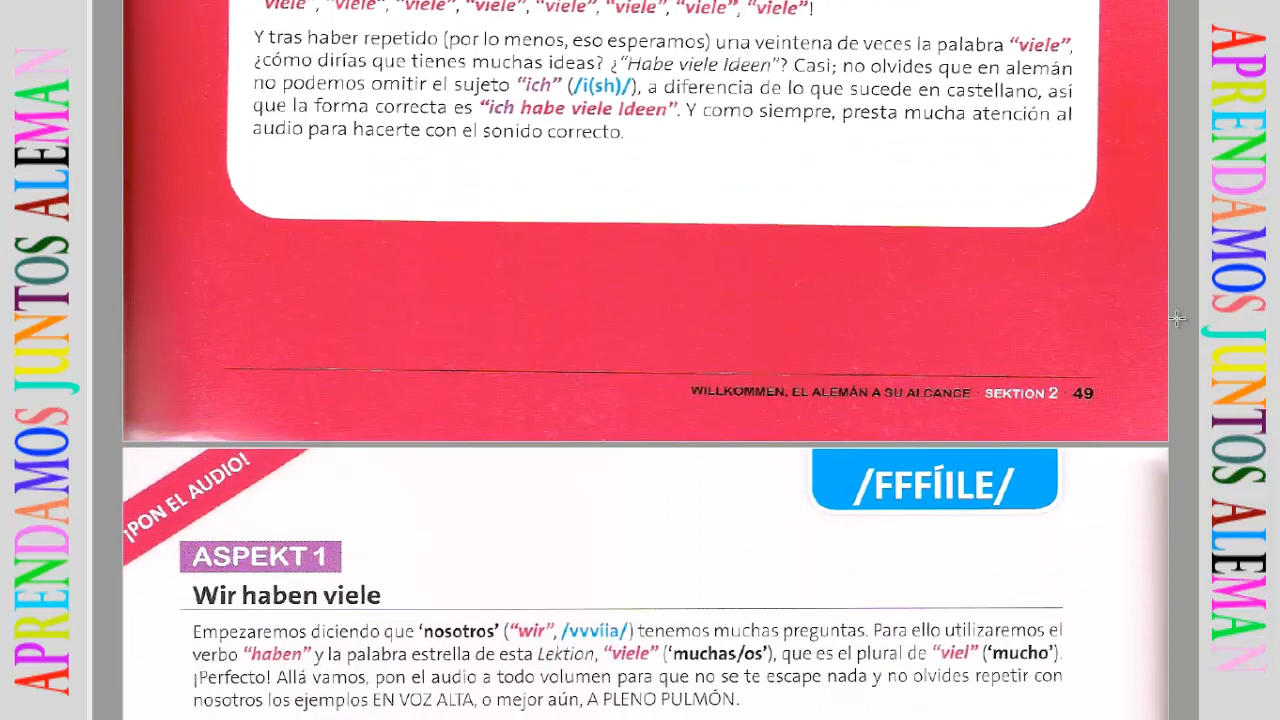 “viele”, “viele”, “viele”, “viele”, “viele”, “viele”, “viele”, “viele”!
Y tras haber repetido (por lo menos, eso esperamos) una veintena de veces la palabra “viele”,
¿cómo dirías que tienes muchas ideas? ¿“Habe viele Ideen”? Casi; no olvides que en alemán
no podemos omitir el sujeto “ich” (/i(sh)/), a diferencia de lo que sucede en castellano, así
que la forma correcta es “ich habe viele Ideen”. Y como siempre, presta mucha atención al
audio para hacerte con el sonido correcto.
WILLKOMMEN, EL ALEMÁN A SU ALCANCE · SEKTION 2 · 49
¡PON EL AUDIO!
/FFFÍILE/
ASPEKT 1
Wir haben viele
Empezaremos diciendo que ‘nosotros’ (“wir”, /vvvíia/) tenemos muchas preguntas. Para ello utilizaremos el
verbo “haben” y la palabra estrella de esta Lektion, “viele” (‘muchas/os’), que es el plural de “viel” (‘mucho’).
¡Perfecto! Allá vamos, pon el audio a todo volumen para que no se te escape nada y no olvides repetir con
nosotros los ejemplos EN VOZ ALTA, o mejor aún, A PLENO PULMÓN.
APRENDAMOS JUNTOS ALEMAN
APRENDAMOS JUNTOS ALEMAN